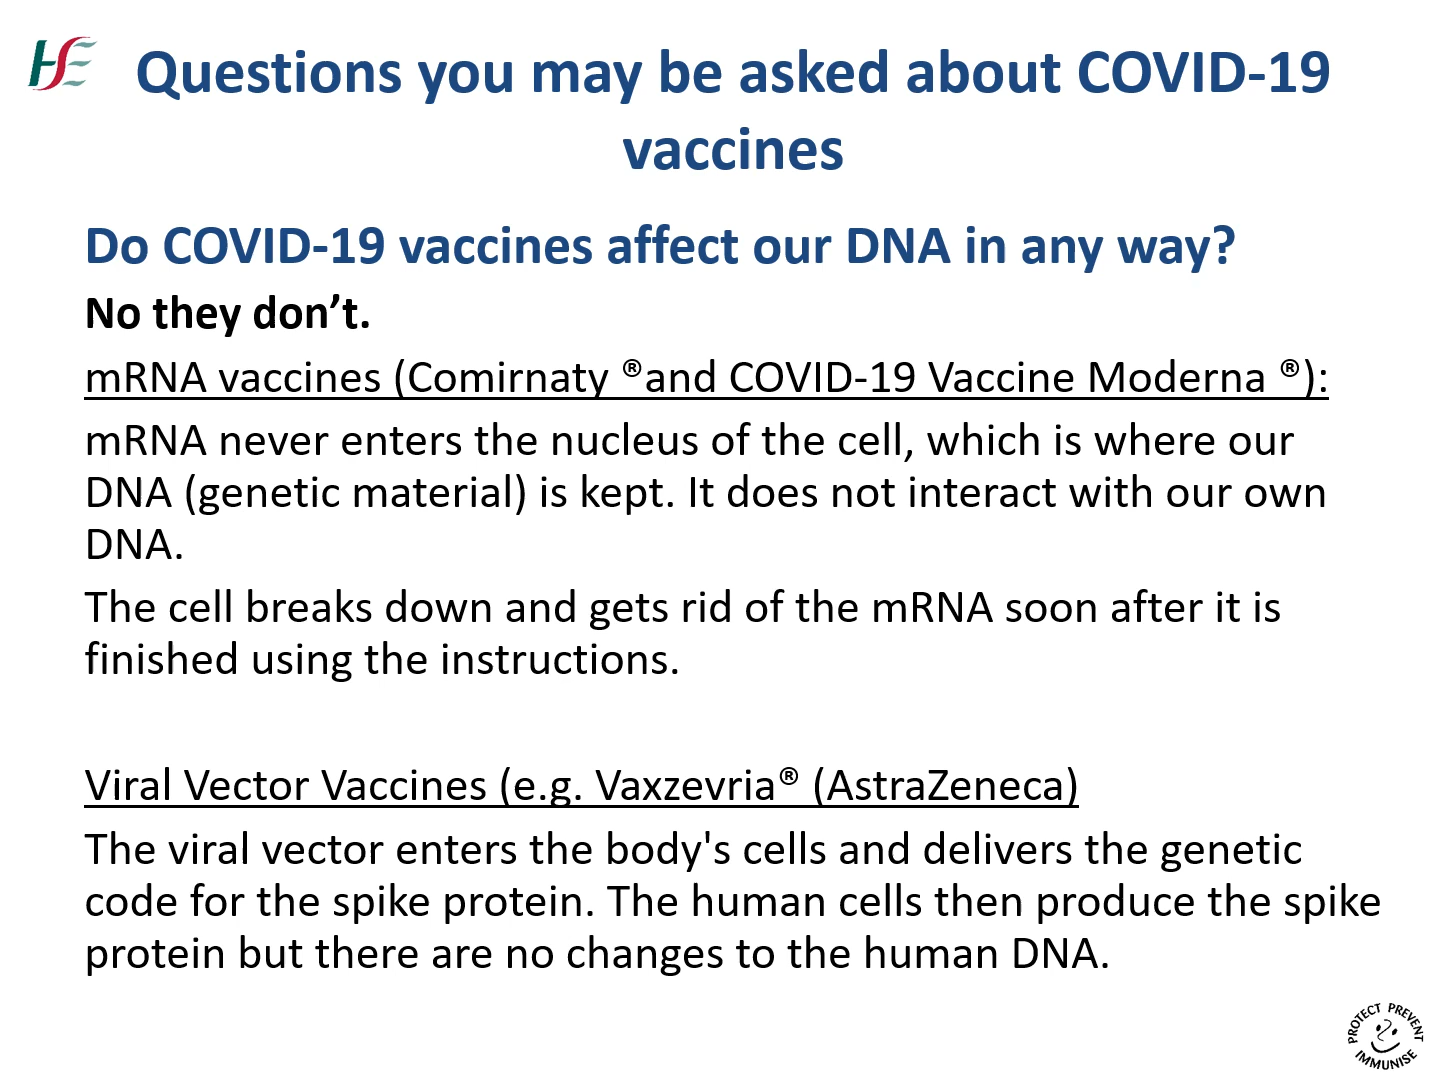 HSE
Questions you may be asked about COVID-19
vaccines
Do COVID-19 vaccines affect our DNA in any way?
No they don’t.
mRNA vaccines (Comirnaty ®and COVID-19 Vaccine Moderna ®):
mRNA never enters the nucleus of the cell, which is where our
DNA (genetic material) is kept. It does not interact with our own
DNA.
The cell breaks down and gets rid of the mRNA soon after it is
finished using the instructions.
Viral Vector Vaccines (e.g. Vaxzevria® (AstraZeneca)
The viral vector enters the body's cells and delivers the genetic
code for the spike protein. The human cells then produce the spike
protein but there are no changes to the human DNA.
PROTECT PREVENT
IMMUNISE